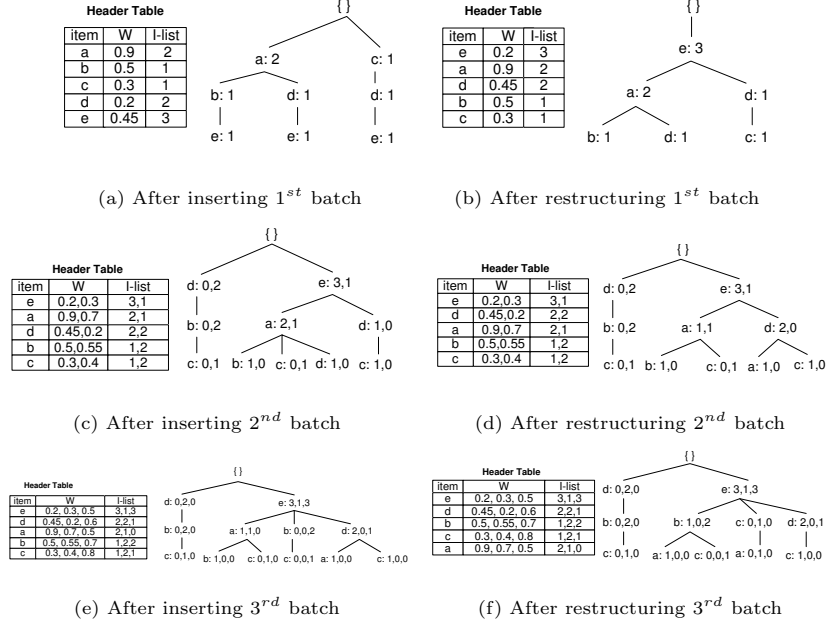 Header Table
item W I-list
a 0.9 2
b 0.5 1
c 0.3 1
d 0.2 2
e 0.45 3
{ }
a: 2 c: 1
b: 1 d: 1 d: 1
e: 1 e: 1 e: 1
(a) After inserting 1st batch
Header Table
item W I-list
e 0.2 3
a 0.9 2
d 0.45 2
b 0.5 1
c 0.3 1
{ }
e: 3
a: 2 d: 1
b: 1 d: 1 c: 1
(b) After restructuring 1st batch
Header Table
item W I-list
e 0.2,0.3 3,1
a 0.9,0.7 2,1
d 0.45,0.2 2,2
b 0.5,0.55 1,2
c 0.3,0.4 1,2
{ }
d: 0,2 e: 3,1
b: 0,2 a: 2,1 d: 1,0
c: 0,1 b: 1,0 c: 0,1 d: 1,0 c: 1,0
(c) After inserting 2nd batch
Header Table
item W I-list
e 0.2,0.3 3,1
d 0.45,0.2 2,2
a 0.9,0.7 2,1
b 0.5,0.55 1,2
c 0.3,0.4 1,2
{ }
d: 0,2 e: 3,1
b: 0,2 a: 1,1 d: 2,0
c: 0,1 b: 1,0 c: 0,1 a: 1,0 c: 1,0
(d) After restructuring 2nd batch
Header Table
item W I-list
e 0.2, 0.3, 0.5 3,1,3
d 0.45, 0.2, 0.6 2,2,1
a 0.9, 0.7, 0.5 2,1,0
b 0.5, 0.55, 0.7 1,2,2
c 0.3, 0.4, 0.8 1,2,1
{ }
d: 0,2,0 e: 3,1,3
b: 0,2,0 a: 1,1,0 b: 0,0,2 d: 2,0,1
c: 0,1,0 b: 1,0,0 c: 0,1,0 c: 0,0,1 a: 1,0,0 c: 1,0,0
(e) After inserting 3rd batch
Header Table
item W I-list
e 0.2, 0.3, 0.5 3,1,3
d 0.45, 0.2, 0.6 2,2,1
b 0.5, 0.55, 0.7 1,2,2
c 0.3, 0.4, 0.8 1,2,1
a 0.9, 0.7, 0.5 2,1,0
{ }
d: 0,2,0 e: 3,1,3
b: 0,2,0 b: 1,0,2 c: 0,1,0 d: 2,0,1
c: 0,1,0 a: 1,0,0 c: 0,0,1 a: 0,1,0 c: 1,0,0
(f) After restructuring 3rd batch